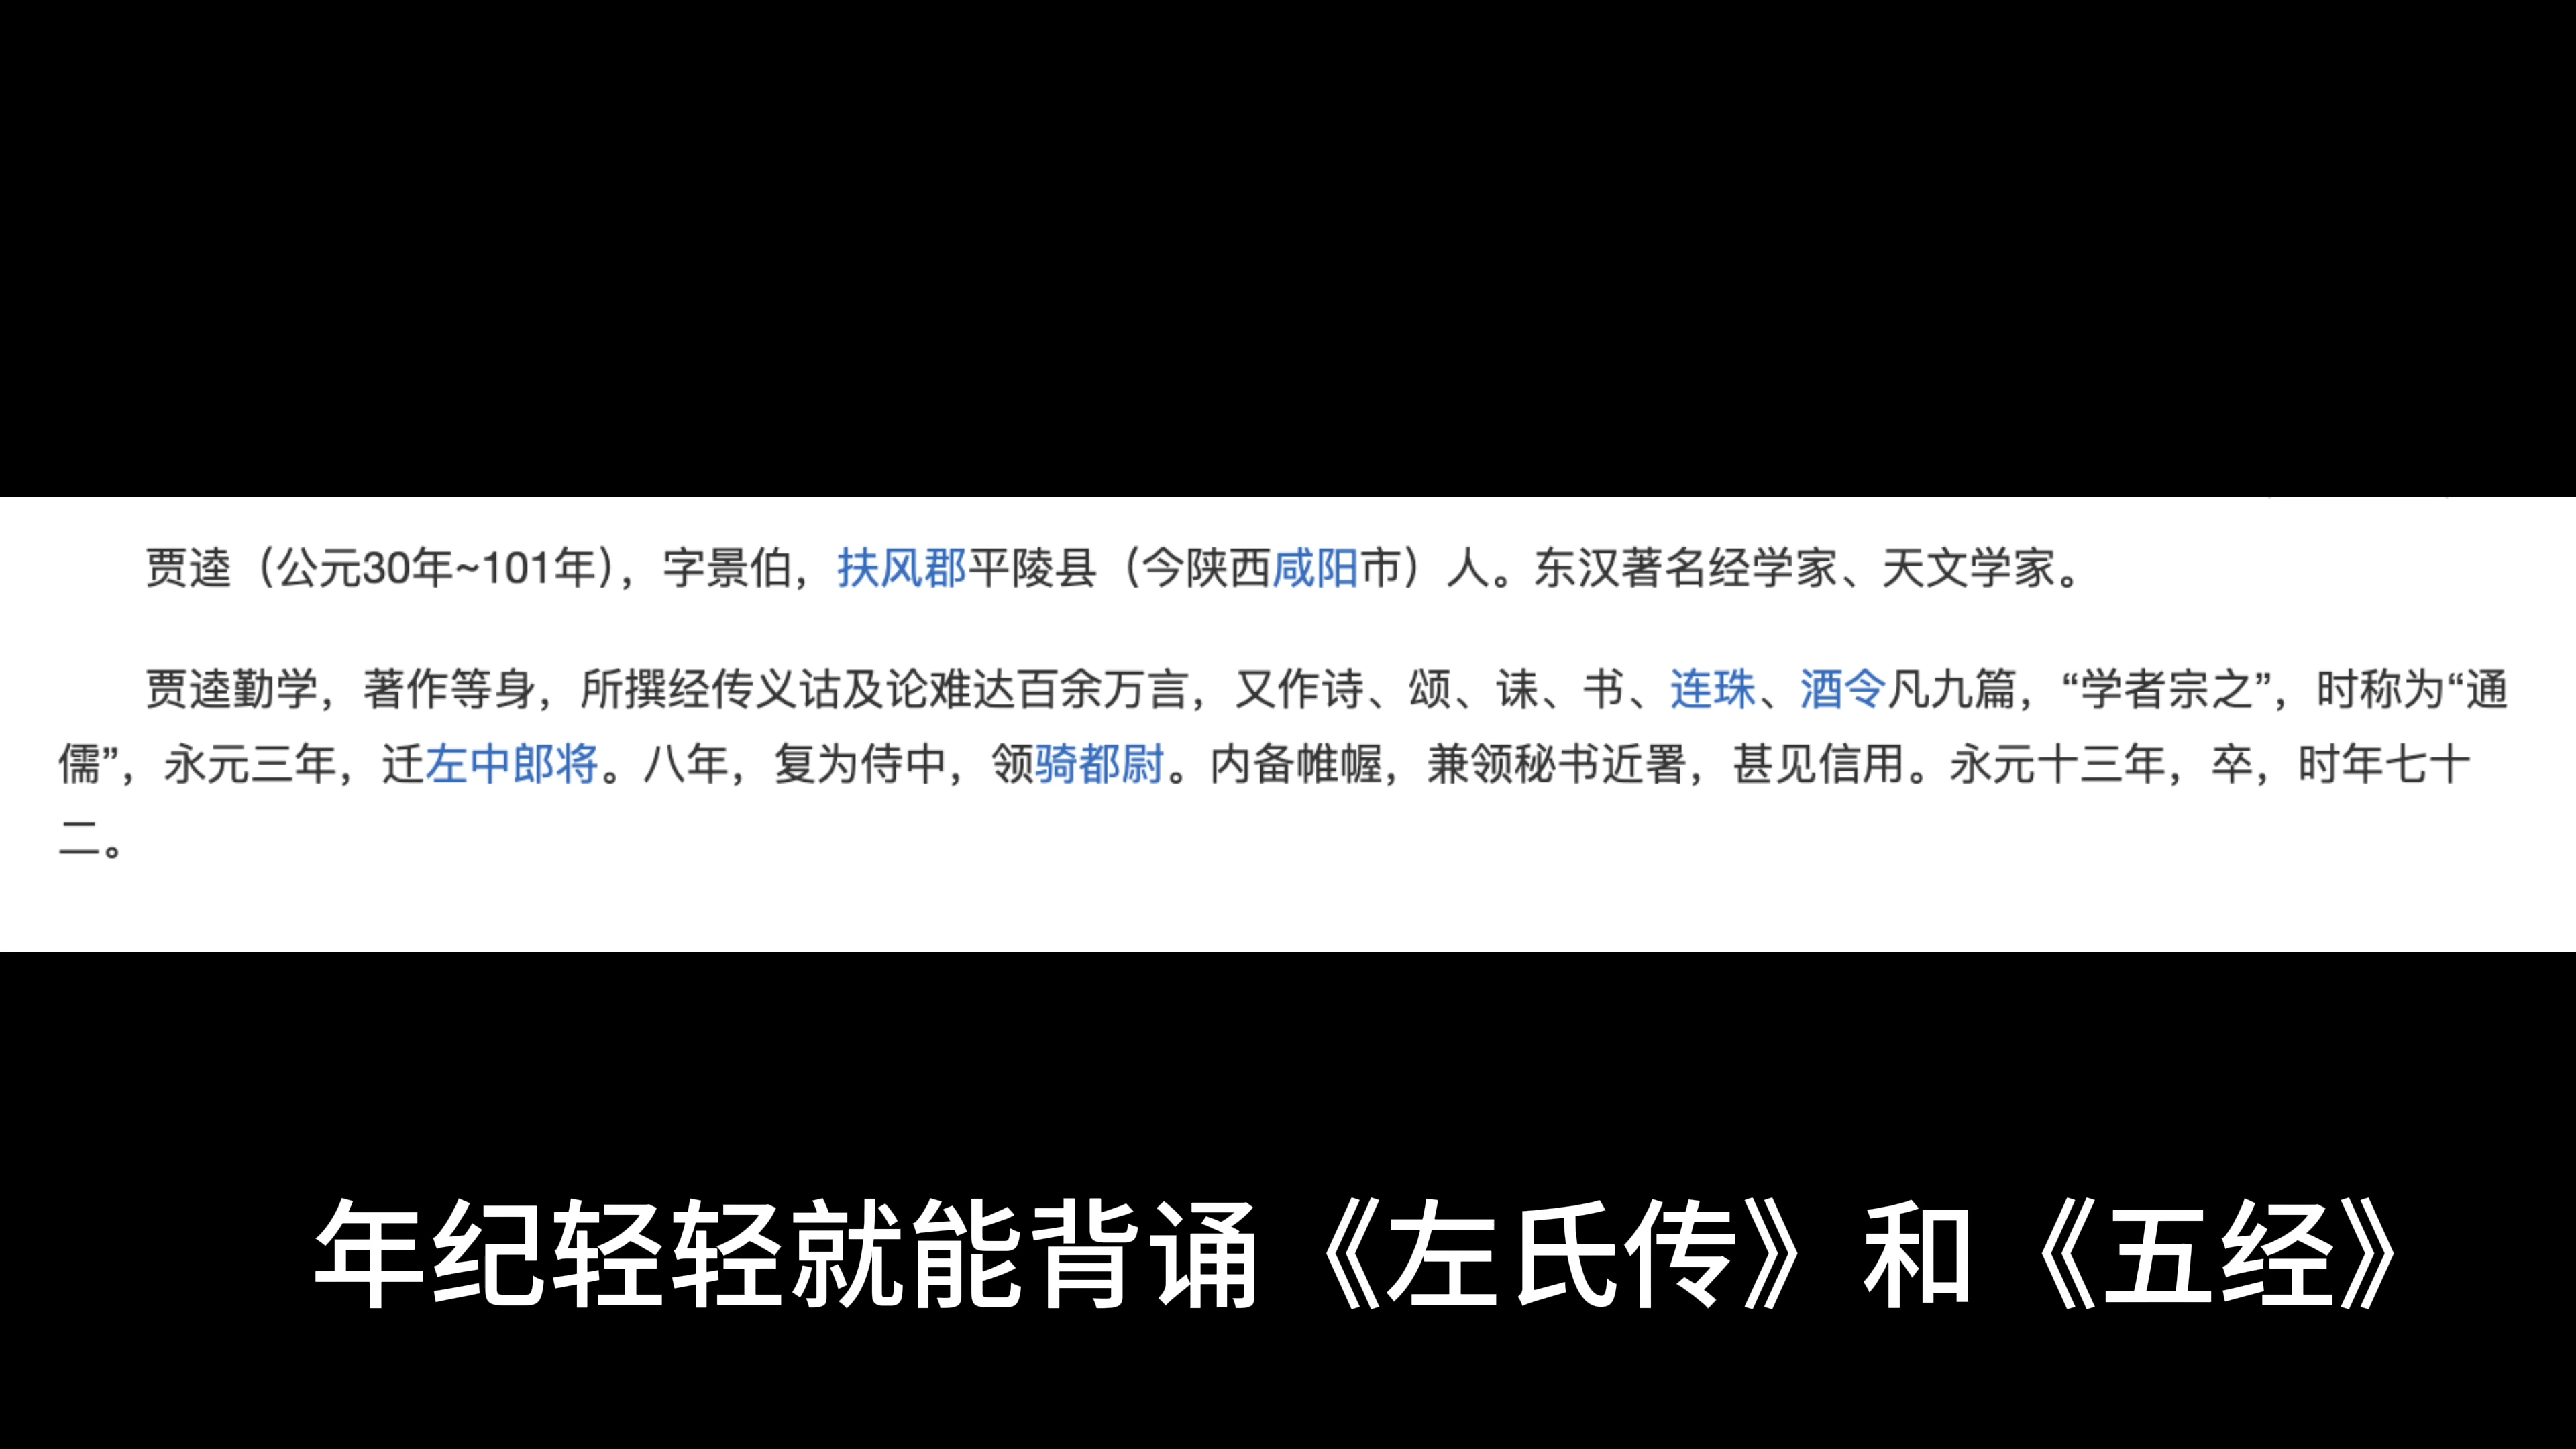 贾逵（公元30年~101年），字景伯，扶风郡平陵县（今陕西咸阳市）人。东汉著名经学家、天文学家。
贾逵勤学，著作等身，所撰经传义诂及论难达百余万言，又作诗、颂、诔、书、连珠、酒令凡九篇，“学者宗之”，时称为“通
儒”，永元三年，迁左中郎将。八年，复为侍中，领骑都尉。内备帷幄，兼领秘书近署，甚见信用。永元十三年，卒，时年七十
二。
年纪轻轻就能背诵《左氏传》和《五经》